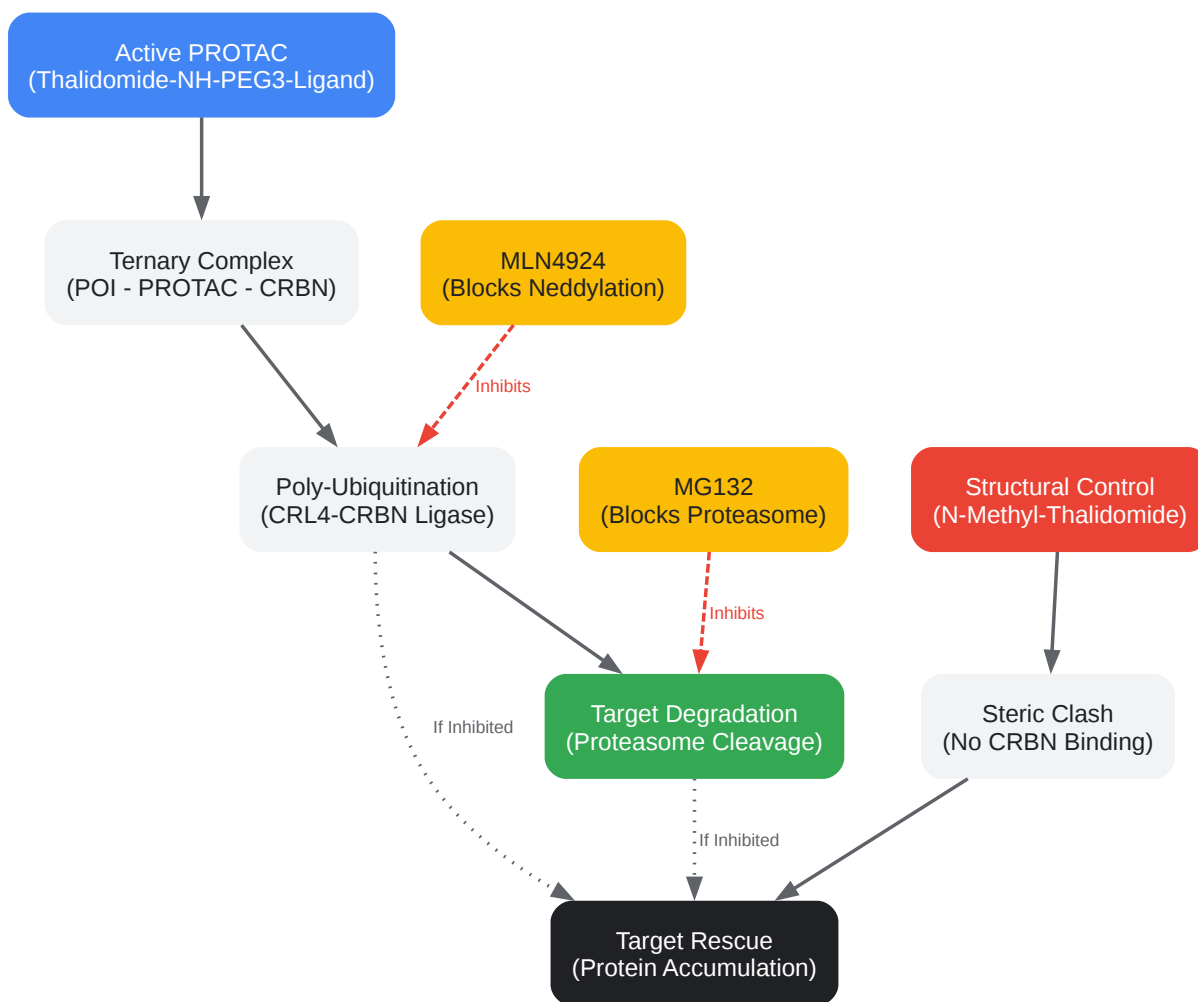 Active PROTAC
(Thalidomide-NH-PEG3-Ligand)
Ternary Complex
(POI - PROTAC - CRBN)
MLN4924
(Blocks Neddylation)
Inhibits
Poly-Ubiquitination
(CRL4-CRBN Ligase)
MG132
(Blocks Proteasome)
Structural Control
(N-Methyl-Thalidomide)
Inhibits
If Inhibited
Target Degradation
(Proteasome Cleavage)
Steric Clash
(No CRBN Binding)
If Inhibited
Target Rescue
(Protein Accumulation)